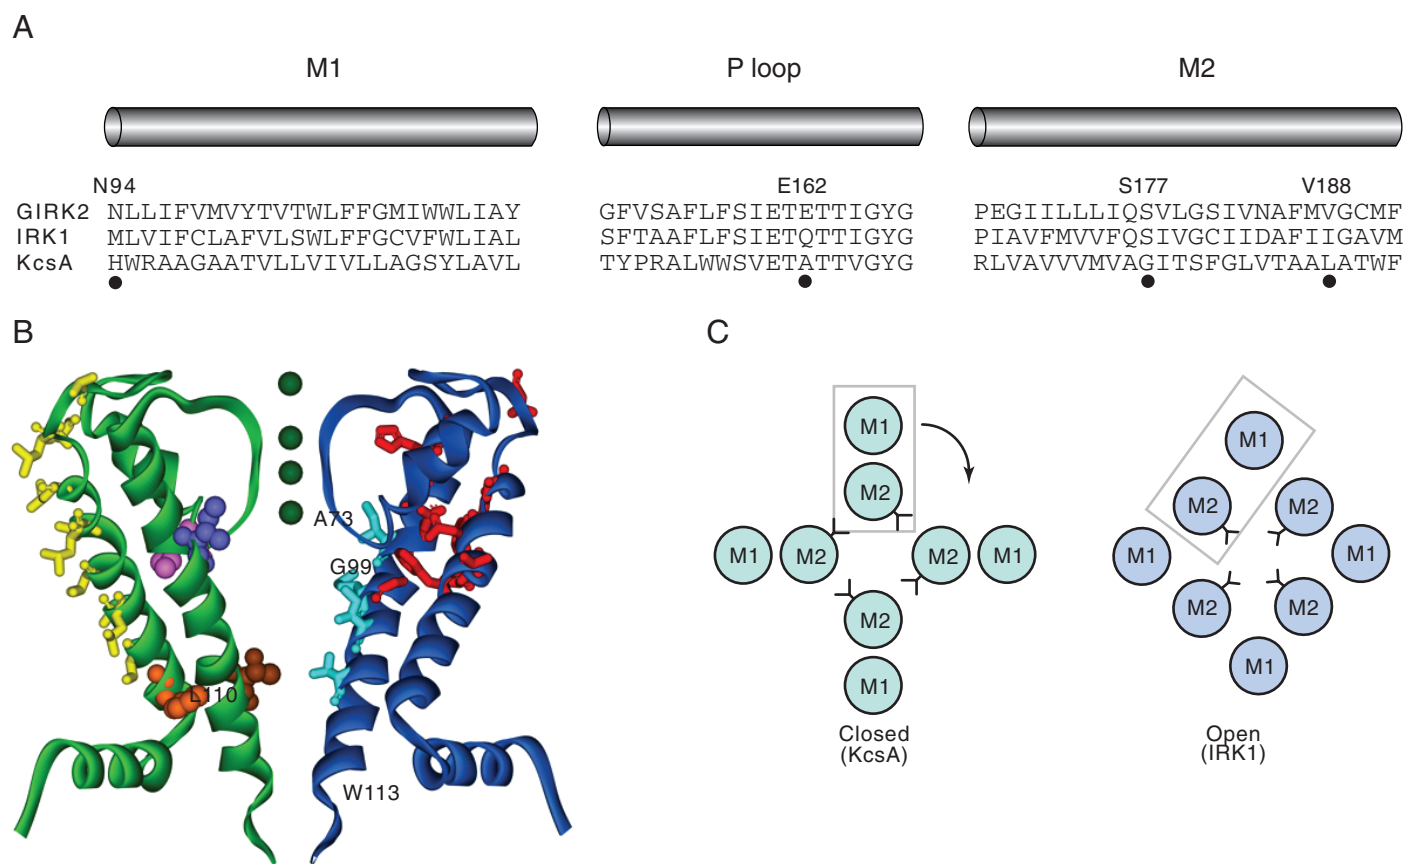 A
M1
P loop
M2
N94
E162
S177
V188
GIRK2 NLLIFVMVYTVTWLFFGMIWWLIAY GFVSAFLFSIETETTIGYG PEGIILLLIQSVLGSIVNAFMVGCMF
IRK1 MLVIFCLAFVLSWLFFGCVFWLIAL SFTAAFLFSIETQTTIGYG PIAVFMVVFQSIVGCIIDAFIIGAVM
KcsA HWRAAGAATVLLVIVLLAGSYLAVL TYPRALWWSVETATTVGYG RLVAVVVMVAGITSFGLVTAALATWF
B
A73
G99
L110
W113
C
M1
M2
M1
M2
M2
M1
M2
M1
Closed
(KcsA)
M1
M2
M2
M1
M1
M2
M2
M1
Open
(IRK1)